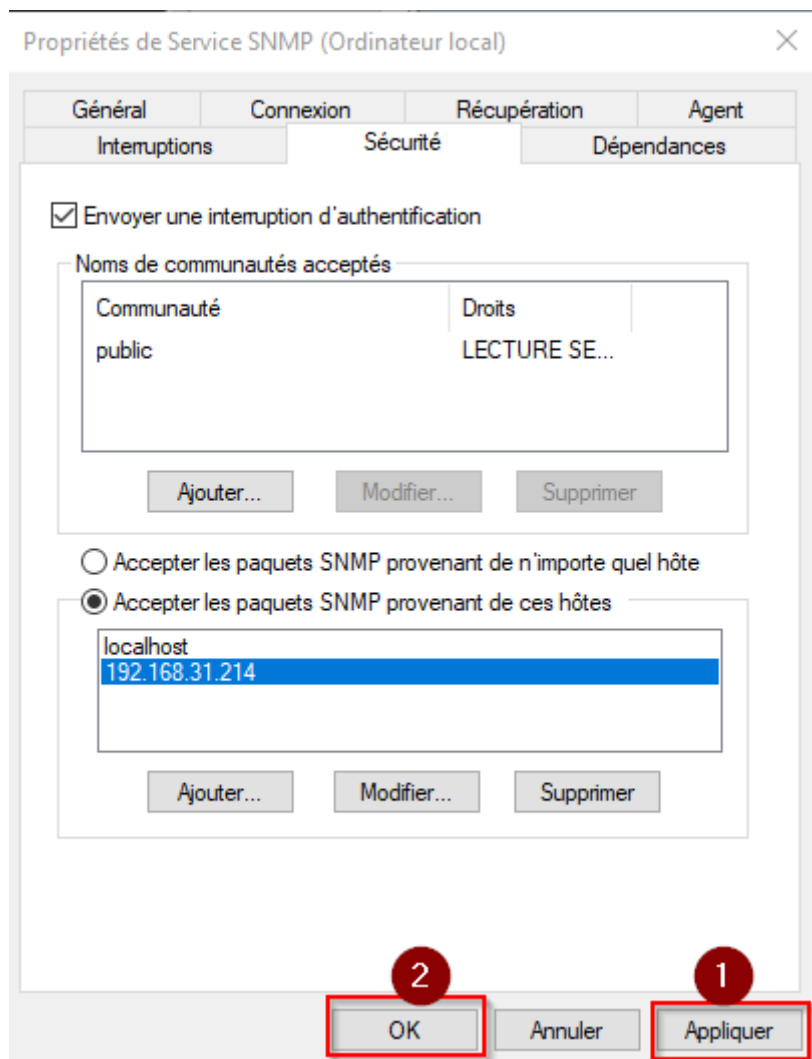 Propriétés de Service SNMP (Ordinateur local)
Général Connexion Récupération Agent
Interruptions Sécurité Dépendances
Envoyer une interruption d'authentification
Noms de communautés acceptés
Communauté Droits
public LECTURE SE...
Ajouter... Modifier... Supprimer
Accepter les paquets SNMP provenant de n'importe quel hôte
Accepter les paquets SNMP provenant de ces hôtes
localhost
192.168.31.214
Ajouter... Modifier... Supprimer
2 1
OK Annuler Appliquer